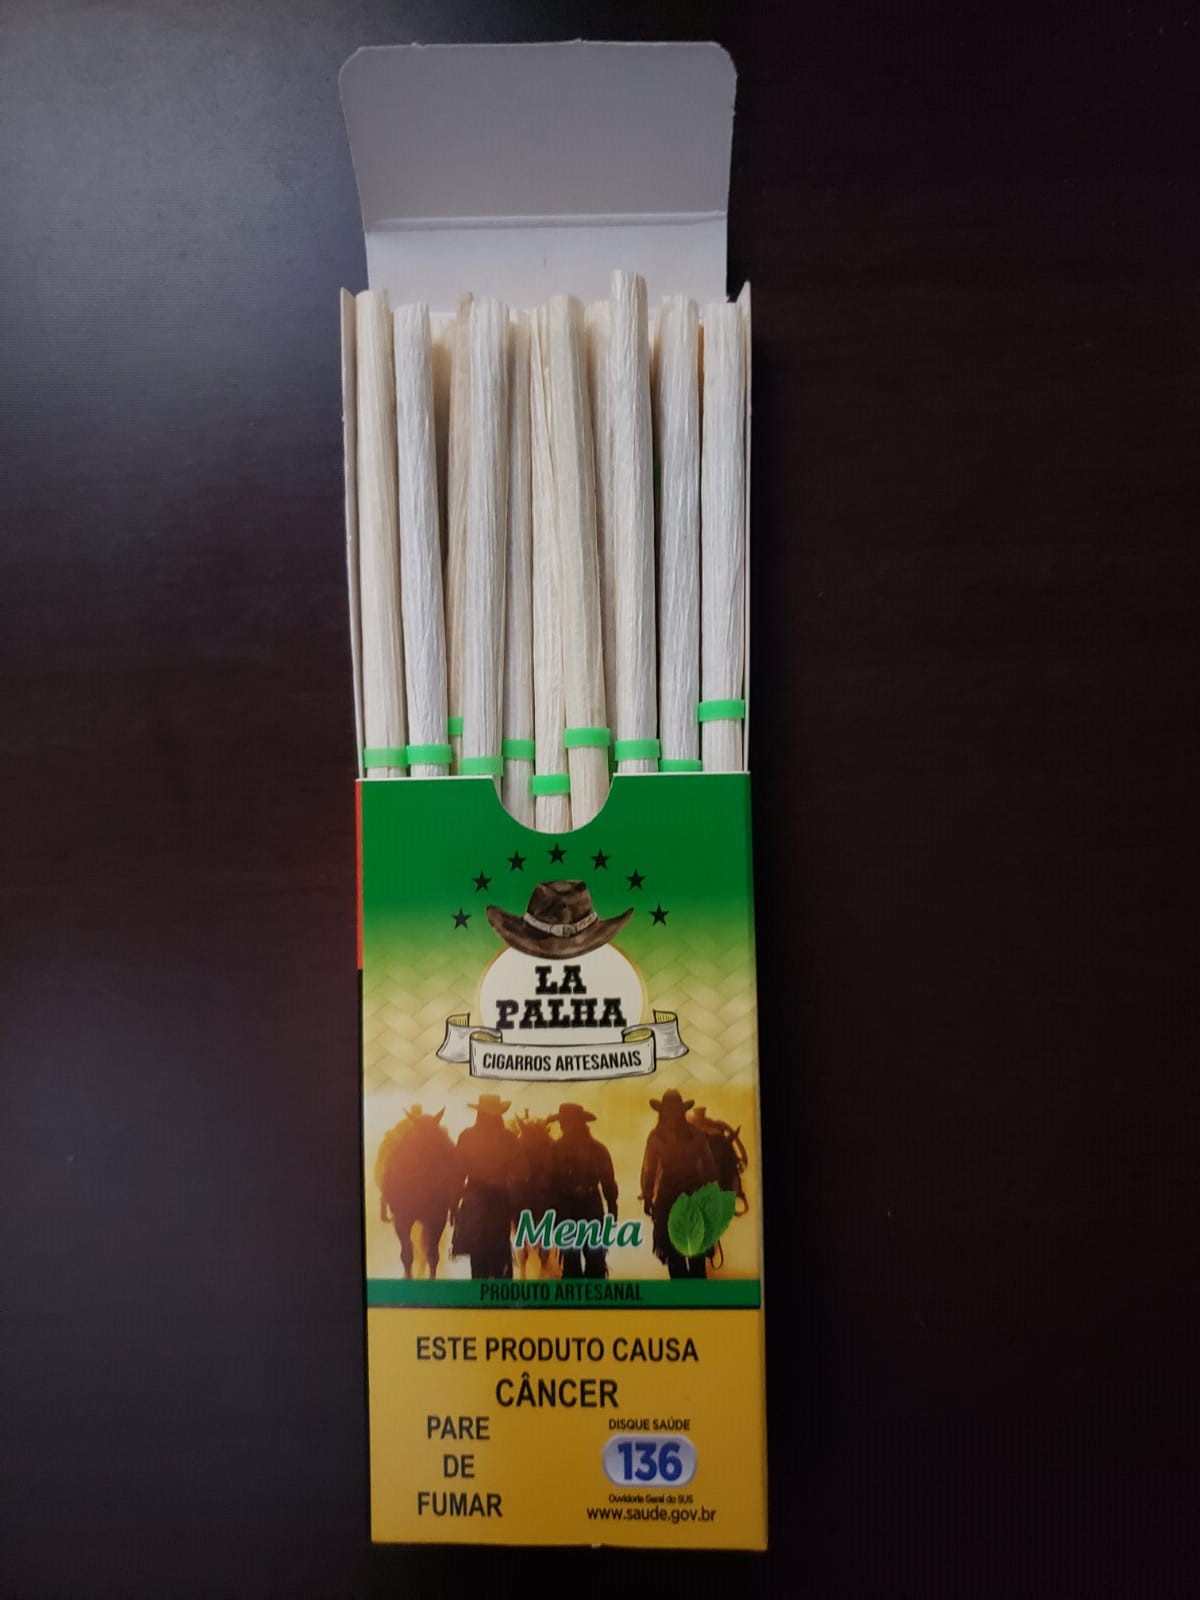 LA
PALHA
CIGARROS ARTESANAIS
Menta
PRODUTO ARTESANAL
ESTE PRODUTO CAUSA
CÂNCER
PARE
DE
FUMAR
DISQUE SAÚDE
136
Ouvidoria Geral do SUS
www.saude.gov.br